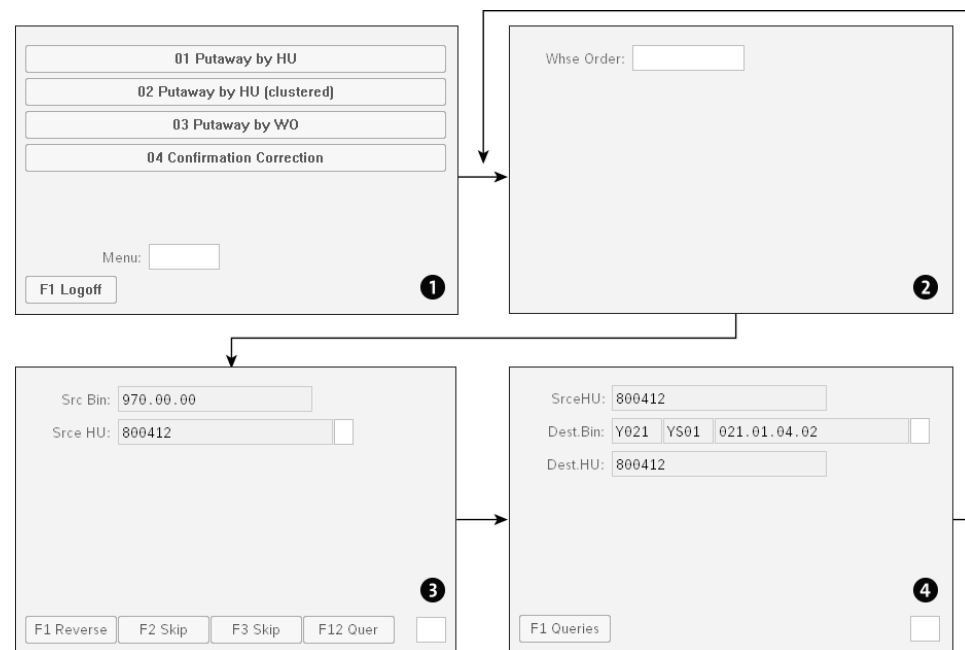 01 Putaway by HU
02 Putaway by HU (clustered)
03 Putaway by WO
04 Confirmation Correction
Menu:
F1 Logoff
1
Whse Order:
2
Src Bin: 970.00.00
Srce HU: 800412
3
F1 Reverse F2 Skip F3 Skip F12 Quer
SrceHU: 800412
Dest.Bin: Y021 YS01 021.01.04.02
Dest.HU: 800412
4
F1 Queries